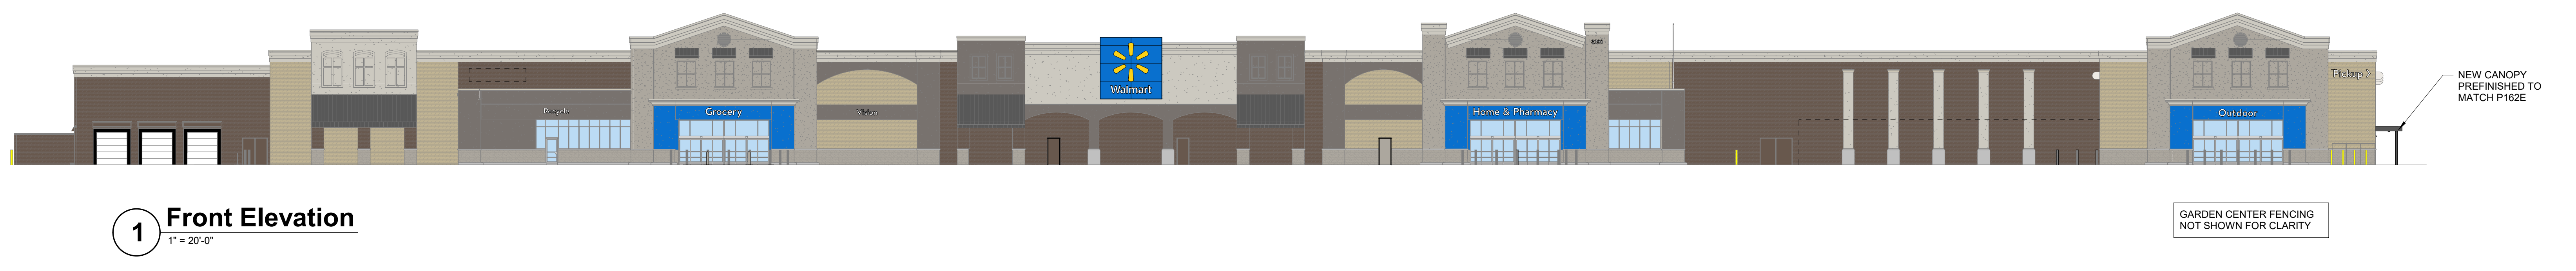 Recycle
Grocery
Vision
Walmart
Home & Pharmacy
Outdoor
Pickup
NEW CANOPY
PREFINISHED TO
MATCH P162E
1
Front Elevation
1" = 20'-0"
GARDEN CENTER FENCING
NOT SHOWN FOR CLARITY